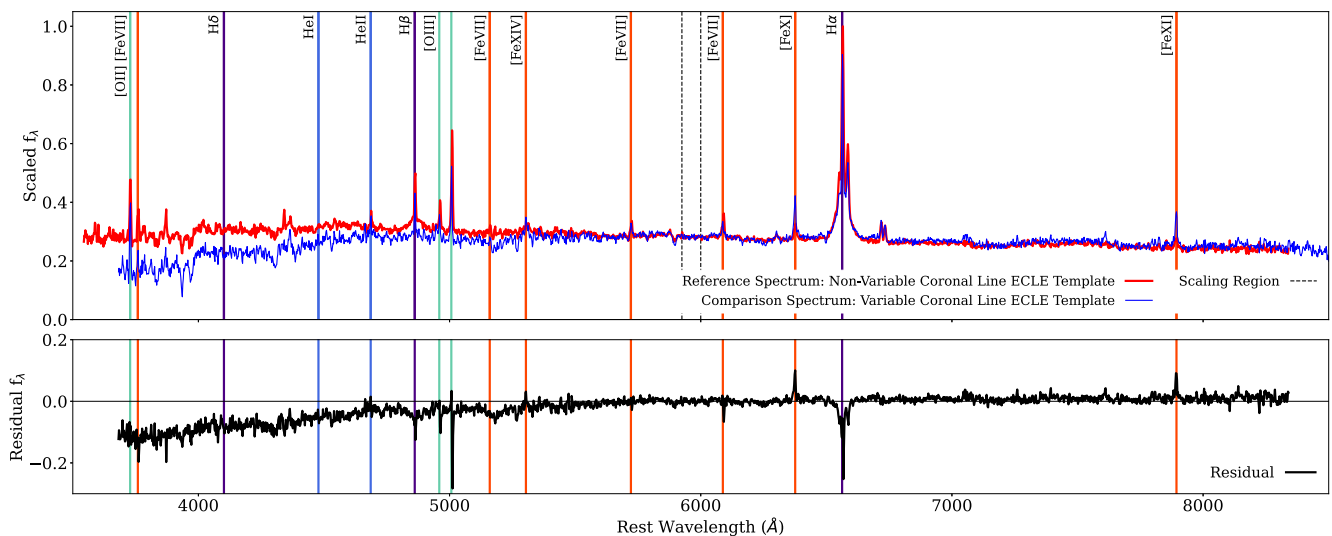 1.0
0.8
0.6
0.4
0.2
0.0
Scaled f_λ
[OII] [FeVII]
Hδ
HeI
HeII
Hβ
[OIII]
[FeVII]
[FeXIV]
[FeVII]
[FeVII]
[FeX]
Hα
[FeXI]
Reference Spectrum: Non-Variable Coronal Line ECLE Template
Comparison Spectrum: Variable Coronal Line ECLE Template
Scaling Region
0.2
0.0
−0.2
Residual f_λ
Residual
4000 5000 6000 7000 8000
Rest Wavelength (Å)